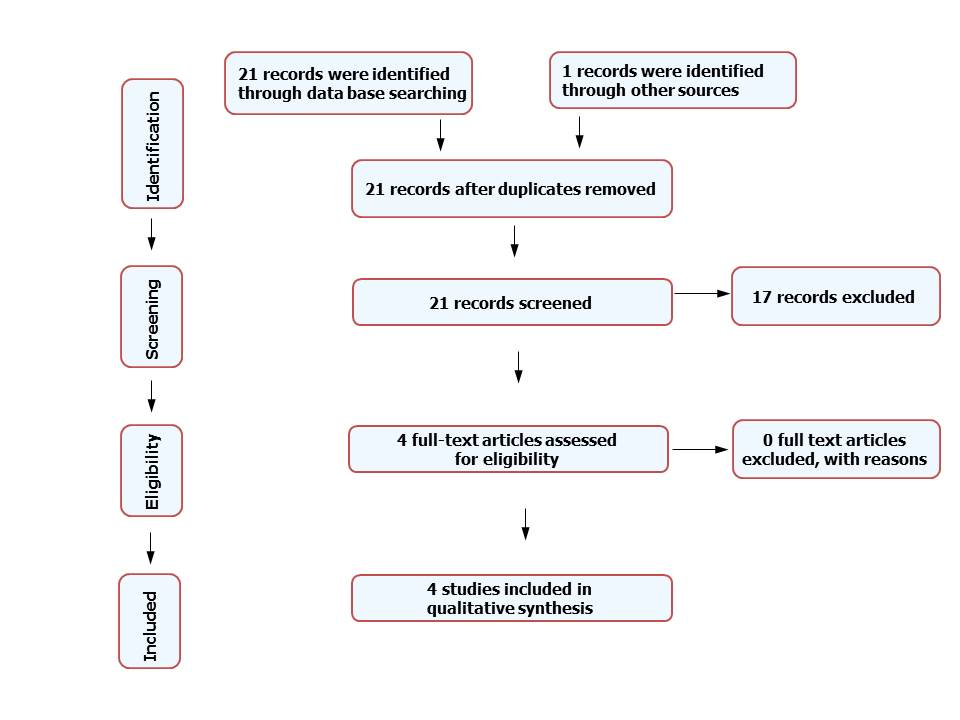 21 records were identified
through data base searching
1 records were identified
through other sources
Identification
21 records after duplicates removed
Screening
21 records screened
17 records excluded
Eligibility
4 full-text articles assessed
for eligibility
0 full text articles
excluded, with reasons
Included
4 studies included in
qualitative synthesis